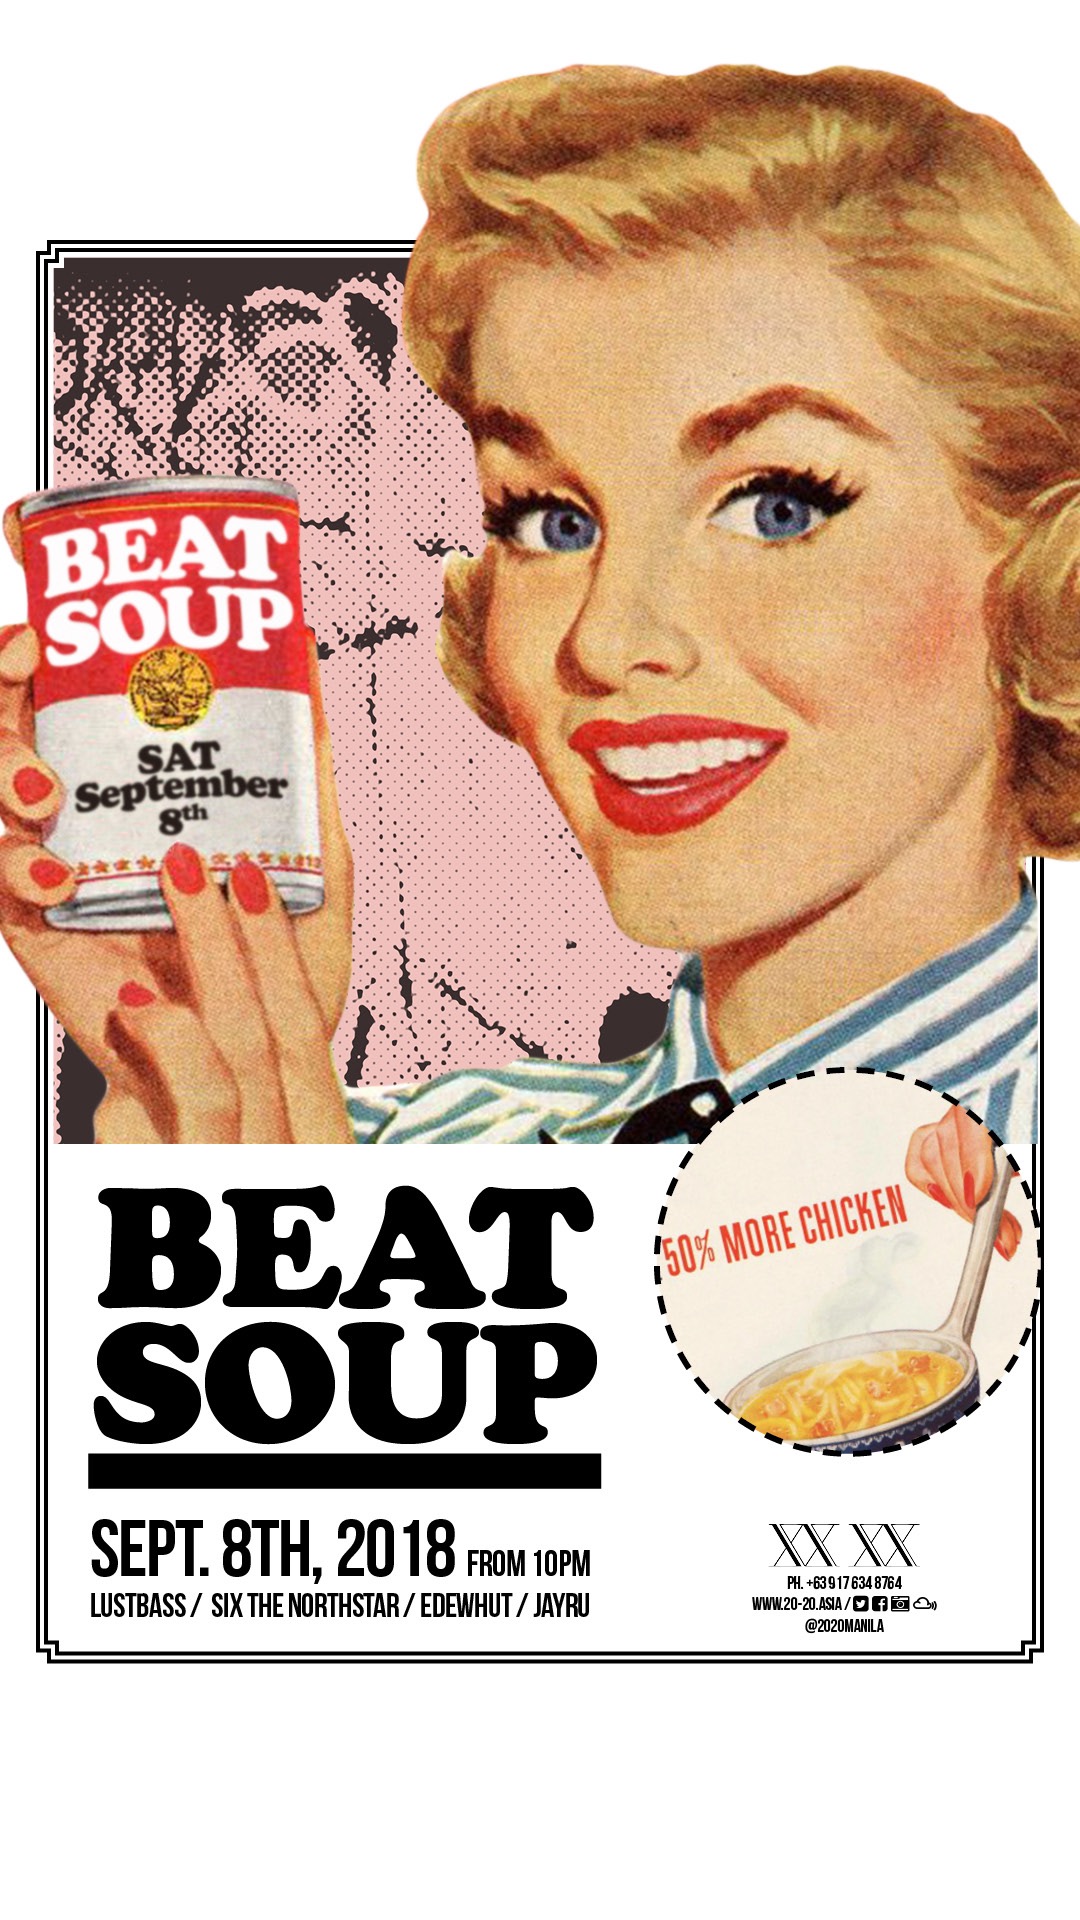 BEAT
SOUP
SAT
September
8th
50% MORE CHICKEN
BEAT
SOUP
SEPT. 8TH, 2018 FROM 10PM
LUSTBASS / SIX THE NORTHSTAR / EDEWHUT / JAYRU
XX XX
PH. +63 917 634 8764
WWW.20-20.ASIA /
@2020MANILA